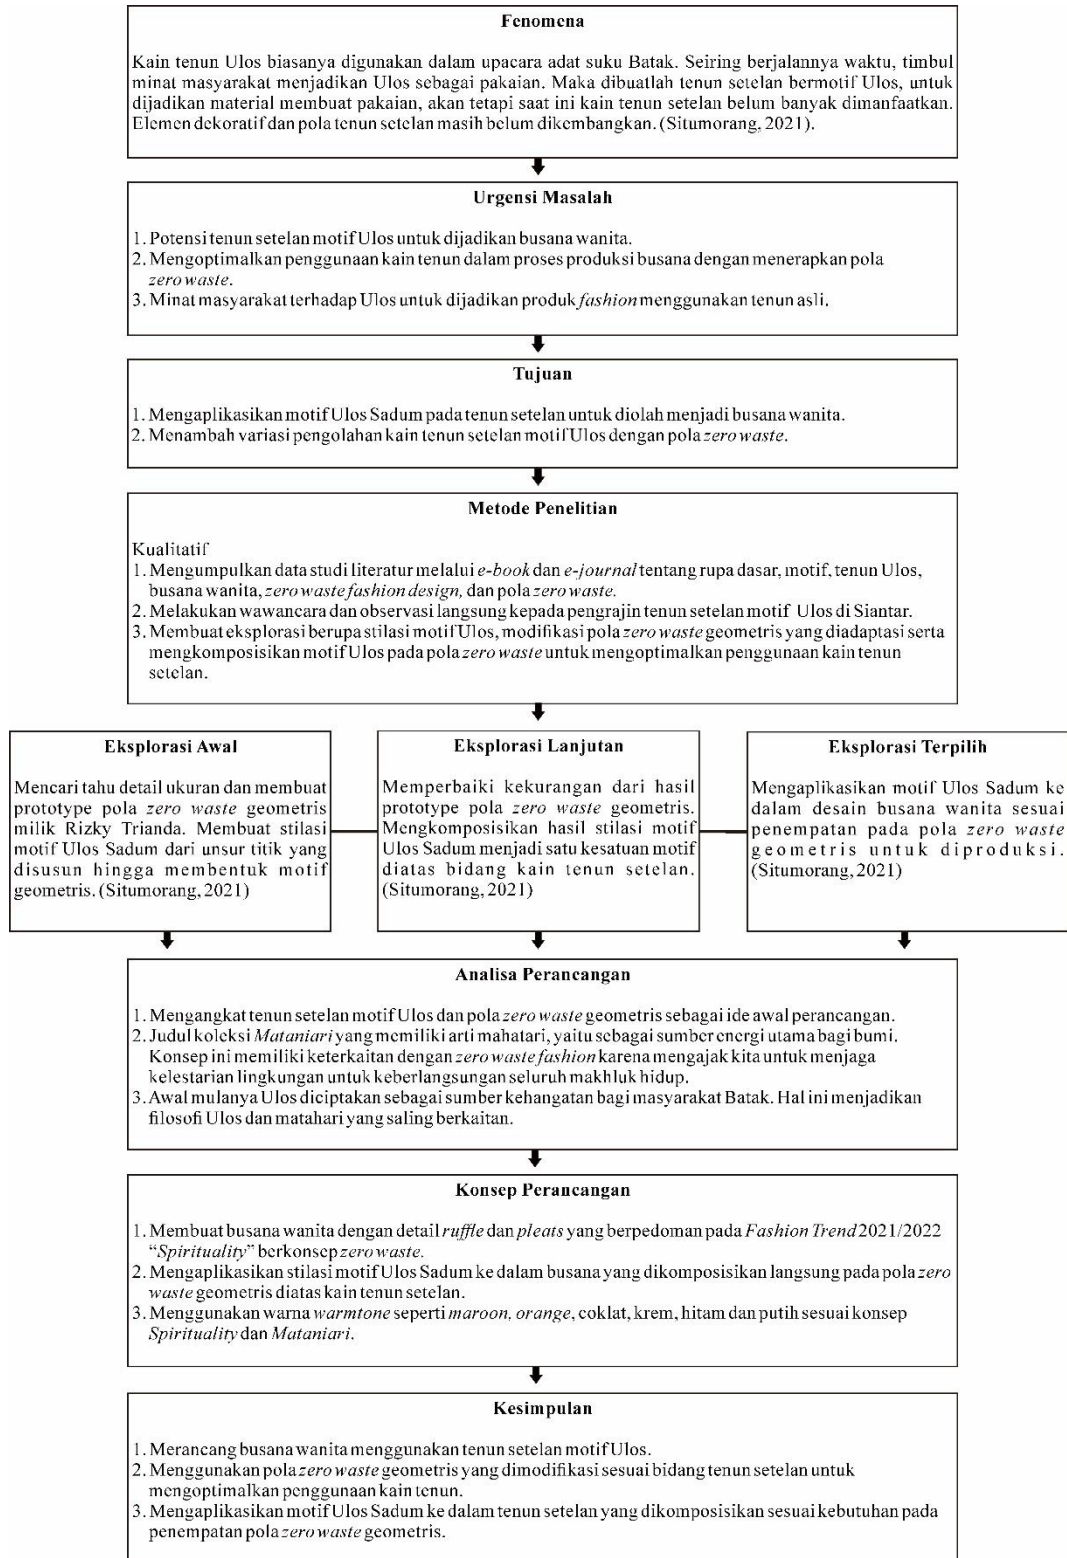 Fenomena
Kain tenun Ulos biasanya digunakan dalam upacara adat suku Batak. Seiring berjalannya waktu, timbul
minat masyarakat menjadikan Ulos sebagai pakaian. Maka dibuatlah tenun setelan bermotif Ulos, untuk
dijadikan material membuat pakaian, akan tetapi saat ini kain tenun setelan belum banyak dimanfaatkan.
Elemen dekoratif dan pola tenun setelan masih belum dikembangkan. (Situmorang, 2021).
Urgensi Masalah
1. Potensi tenun setelan motif Ulos untuk dijadikan busana wanita.
2. Mengoptimalkan penggunaan kain tenun dalam proses produksi busana dengan menerapkan pola
zero waste.
3. Minat masyarakat terhadap Ulos untuk dijadikan produk fashion menggunakan tenun asli.
Tujuan
1. Mengaplikasikan motif Ulos Sadum pada tenun setelan untuk diolah menjadi busana wanita.
2. Menambah variasi pengolahan kain tenun setelan motif Ulos dengan pola zero waste.
Metode Penelitian
Kualitatif
1. Mengumpulkan data studi literatur melalui e-book dan e-journal tentang rupa dasar, motif, tenun Ulos,
busana wanita, zero waste fashion design, dan pola zero waste.
2. Melakukan wawancara dan observasi langsung kepada pengrajin tenun setelan motif Ulos di Siantar.
3. Membuat eksplorasi berupa stilasi motif Ulos, modifikasi pola zero waste geometris yang diadaptasi serta
mengkomposisikan motif Ulos pada pola zero waste untuk mengoptimalkan penggunaan kain tenun
setelan.
Eksplorasi Awal
Mencari tahu detail ukuran dan membuat
prototype pola zero waste geometris
milik Rizky Trianda. Membuat stilasi
motif Ulos Sadum dari unsur titik yang
disusun hingga membentuk motif
geometris. (Situmorang, 2021)
Eksplorasi Lanjutan
Memperbaiki kekurangan dari hasil
prototype pola zero waste geometris.
Mengkomposisikan hasil stilasi motif
Ulos Sadum menjadi satu kesatuan motif
diatas bidang kain tenun setelan.
(Situmorang, 2021)
Eksplorasi Terpilih
Mengaplikasikan motif Ulos Sadum ke
dalam desain busana wanita sesuai
penempatan pada pola zero waste
geometris untuk diproduksi.
(Situmorang, 2021)
Analisa Perancangan
1. Mengangkat tenun setelan motif Ulos dan pola zero waste geometris sebagai ide awal perancangan.
2. Judul koleksi Mataniari yang memiliki arti mahatari, yaitu sebagai sumber energi utama bagi bumi.
Konsep ini memiliki keterkaitan dengan zero waste fashion karena mengajak kita untuk menjaga
kelestarian lingkungan untuk keberlangsungan seluruh makhluk hidup.
3. Awal mulanya Ulos diciptakan sebagai sumber kehangatan bagi masyarakat Batak. Hal ini menjadikan
filosofi Ulos dan matahari yang saling berkaitan.
Konsep Perancangan
1. Membuat busana wanita dengan detail ruffle dan pleats yang berpedoman pada Fashion Trend 2021/2022
“Spirituality” berkonsep zero waste.
2. Mengaplikasikan stilasi motif Ulos Sadum ke dalam busana yang dikomposisikan langsung pada pola zero
waste geometris diatas kain tenun setelan.
3. Menggunakan warna warmtone seperti maroon, orange, coklat, krem, hitam dan putih sesuai konsep
Spirituality dan Mataniari.
Kesimpulan
1. Merancang busana wanita menggunakan tenun setelan motif Ulos.
2. Menggunakan pola zero waste geometris yang dimodifikasi sesuai bidang tenun setelan untuk
mengoptimalkan penggunaan kain tenun.
3. Mengaplikasikan motif Ulos Sadum ke dalam tenun setelan yang dikomposisikan sesuai kebutuhan pada
penempatan pola zero waste geometris.